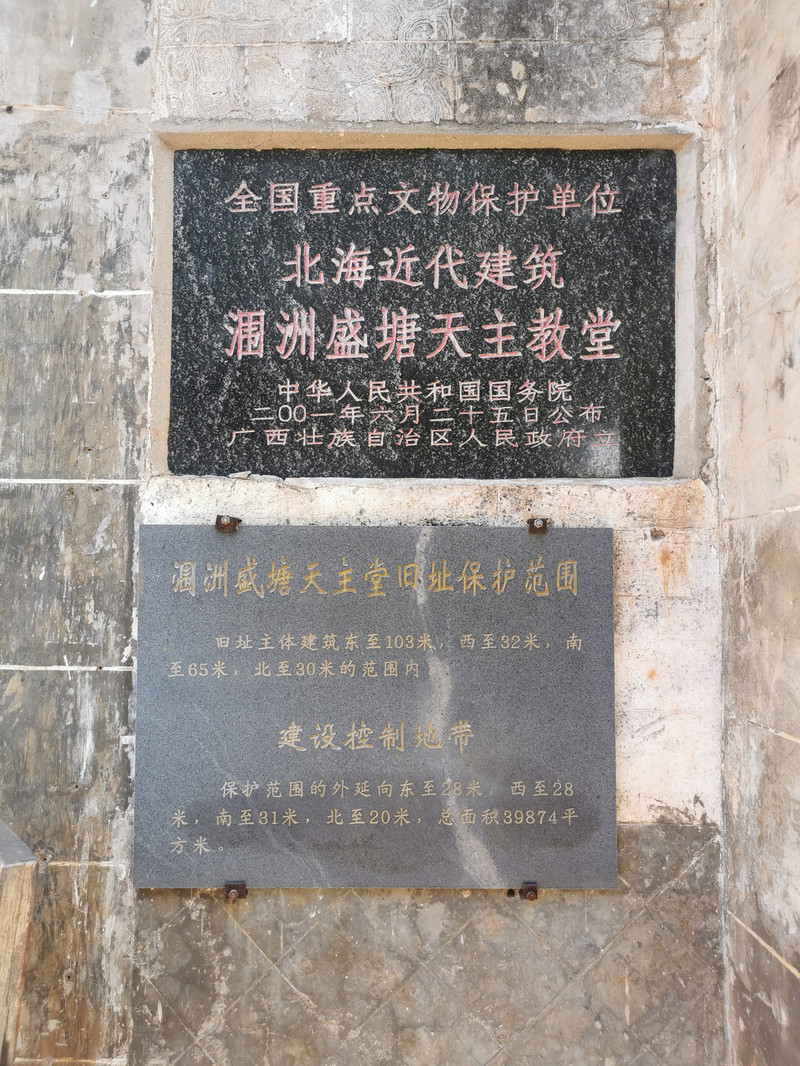 全国重点文物保护单位
北海近代建筑
涠洲盛塘天主教堂
中华人民共和国国务院
二00一年六月二十五日公布
广西壮族自治区人民政府立
涠洲盛塘天主堂旧址保护范围
旧址主体建筑东至103米，西至32米，南
至65米，北至30米的范围内
建设控制地带
保护范围的外延向东至28米，西至28
米，南至31米，北至20米，总面积39874平
方米。